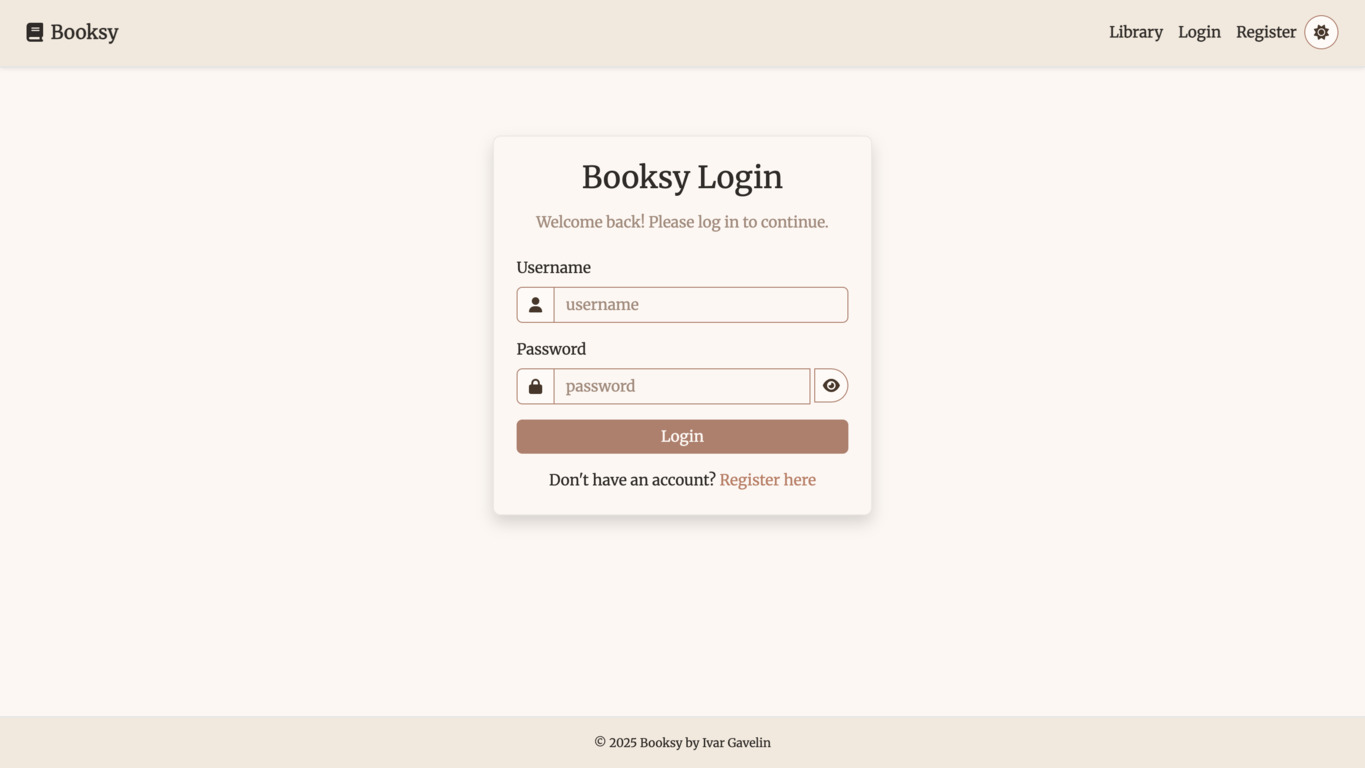 Booksy
Library Login Register
Booksy Login
Welcome back! Please log in to continue.
Username
username
Password
password
Login
Don't have an account? Register here
© 2025 Booksy by Ivar Gavelin